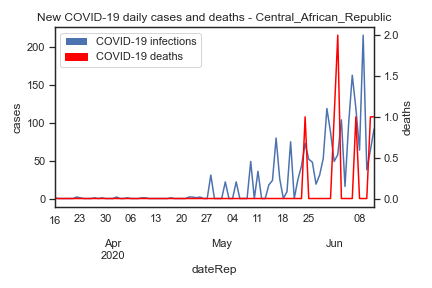 New COVID-19 daily cases and deaths - Central_African_Republic
COVID-19 infections
COVID-19 deaths
cases
200
150
100
50
0
deaths
2.0
1.5
1.0
0.5
0.0
16 23 30 06 13 20 27 04 11 18 25 08
Apr May Jun
2020
dateRep